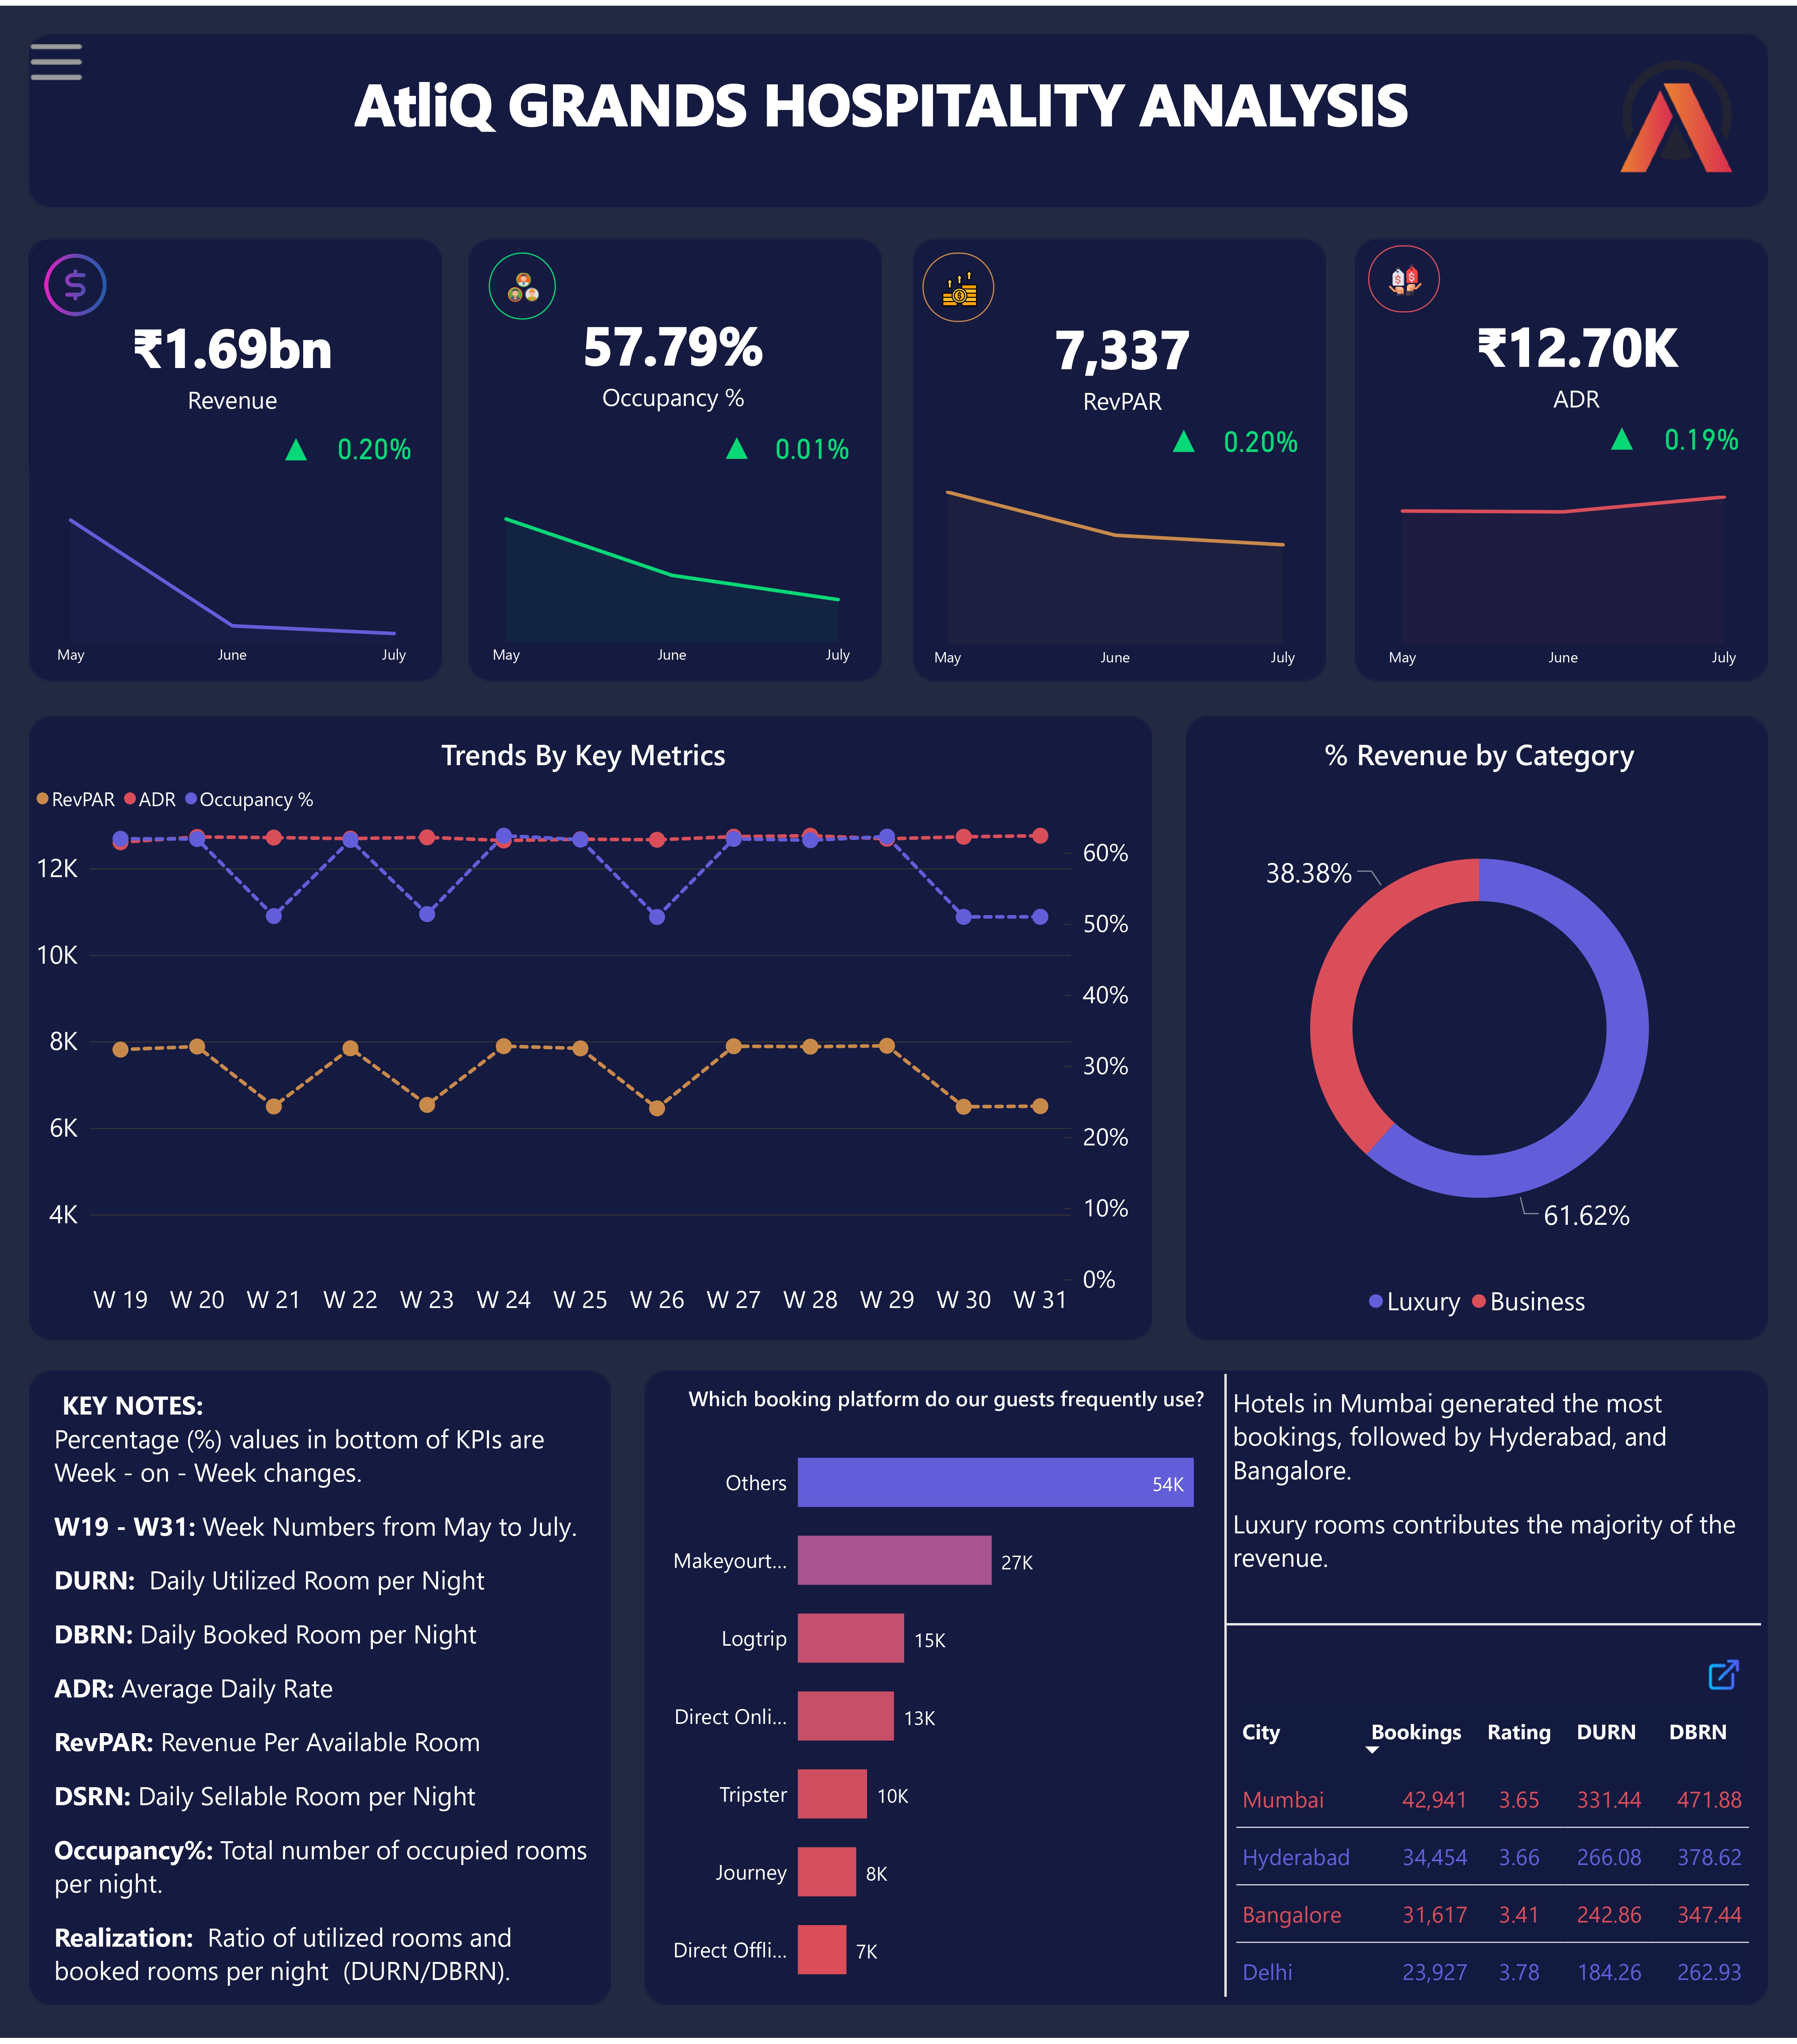 AtliQ GRANDS HOSPITALITY ANALYSIS
₹1.69bn
Revenue
▲ 0.20%
May June July
57.79%
Occupancy %
▲ 0.01%
May June July
7,337
RevPAR
▲ 0.20%
May June July
₹12.70K
ADR
▲ 0.19%
May June July
Trends By Key Metrics
RevPAR ADR Occupancy %
12K
10K
8K
6K
4K
60%
50%
40%
30%
20%
10%
0%
W 19 W 20 W 21 W 22 W 23 W 24 W 25 W 26 W 27 W 28 W 29 W 30 W 31
% Revenue by Category
38.38%
61.62%
Luxury Business
KEY NOTES:
Percentage (%) values in bottom of KPIs are
Week - on - Week changes.
W19 - W31: Week Numbers from May to July.
DURN: Daily Utilized Room per Night
DBRN: Daily Booked Room per Night
ADR: Average Daily Rate
RevPAR: Revenue Per Available Room
DSRN: Daily Sellable Room per Night
Occupancy%: Total number of occupied rooms
per night.
Realization: Ratio of utilized rooms and
booked rooms per night (DURN/DBRN).
Which booking platform do our guests frequently use?
Others 54K
Makeyourt... 27K
Logtrip 15K
Direct Onli... 13K
Tripster 10K
Journey 8K
Direct Offli... 7K
Hotels in Mumbai generated the most
bookings, followed by Hyderabad, and
Bangalore.
Luxury rooms contributes the majority of the
revenue.
City Bookings Rating DURN DBRN
Mumbai 42,941 3.65 331.44 471.88
Hyderabad 34,454 3.66 266.08 378.62
Bangalore 31,617 3.41 242.86 347.44
Delhi 23,927 3.78 184.26 262.93